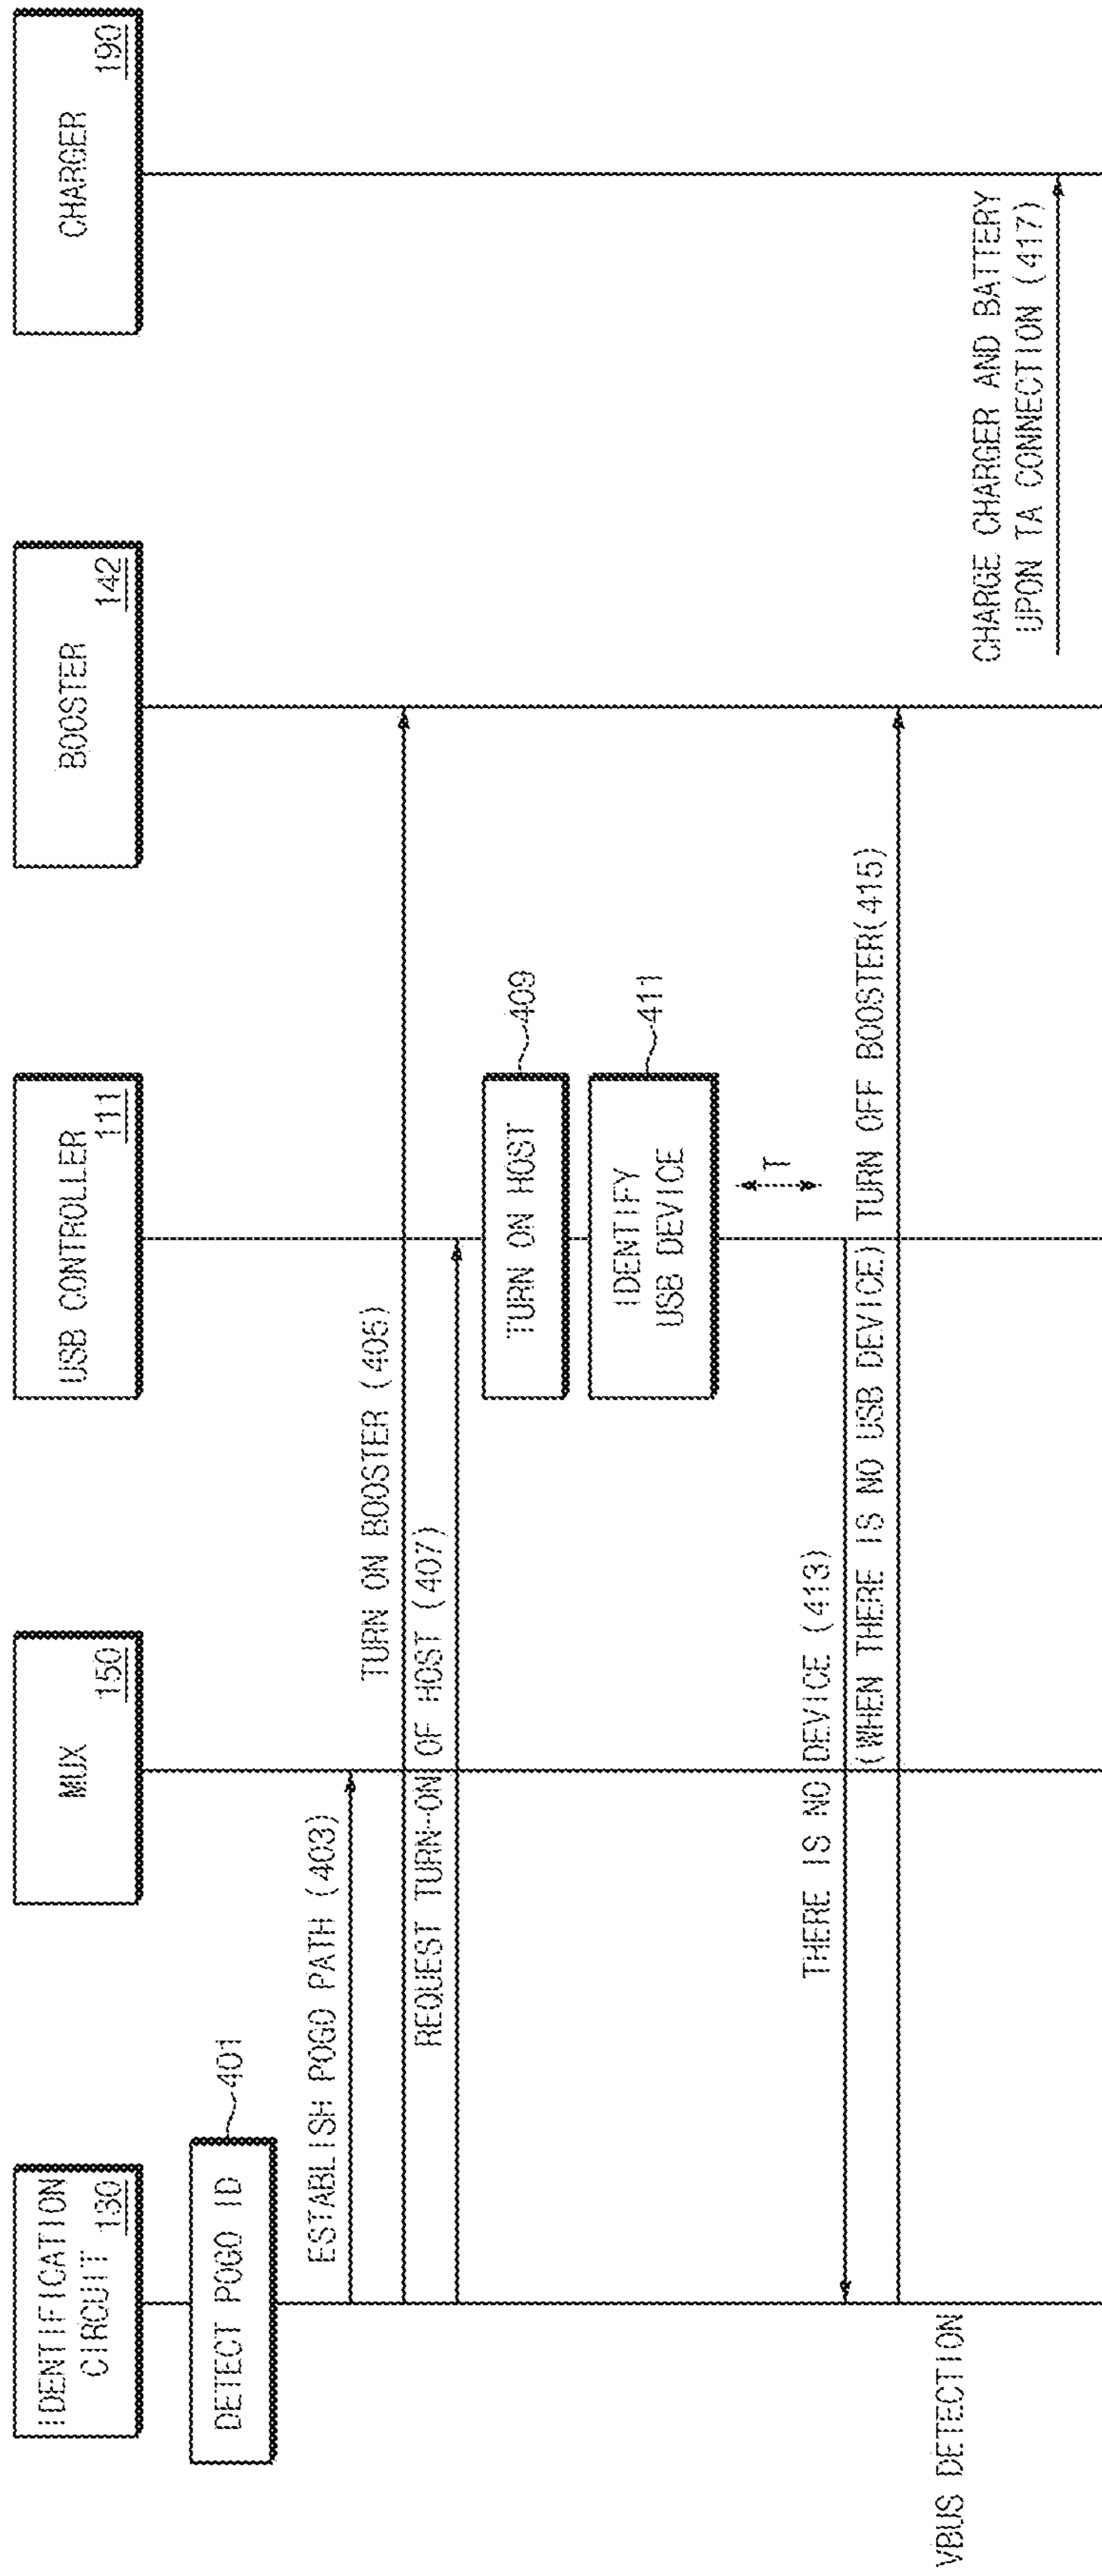 IDENTIFICATION
CIRCUIT 130
MUX
150
USB CONTROLLER
111
BOOSTER
142
CHARGER
190
DETECT POGO ID
401
ESTABLISH POGO PATH (403)
TURN ON BOOSTER (405)
REQUEST TURN-ON OF HOST (407)
TURN ON HOST
409
IDENTIFY
USB DEVICE
411
T
THERE IS NO DEVICE (413)
(WHEN THERE IS NO USB DEVICE) TURN OFF BOOSTER(415)
VBUS DETECTION
CHARGE CHARGER AND BATTERY
UPON TA CONNECTION (417)